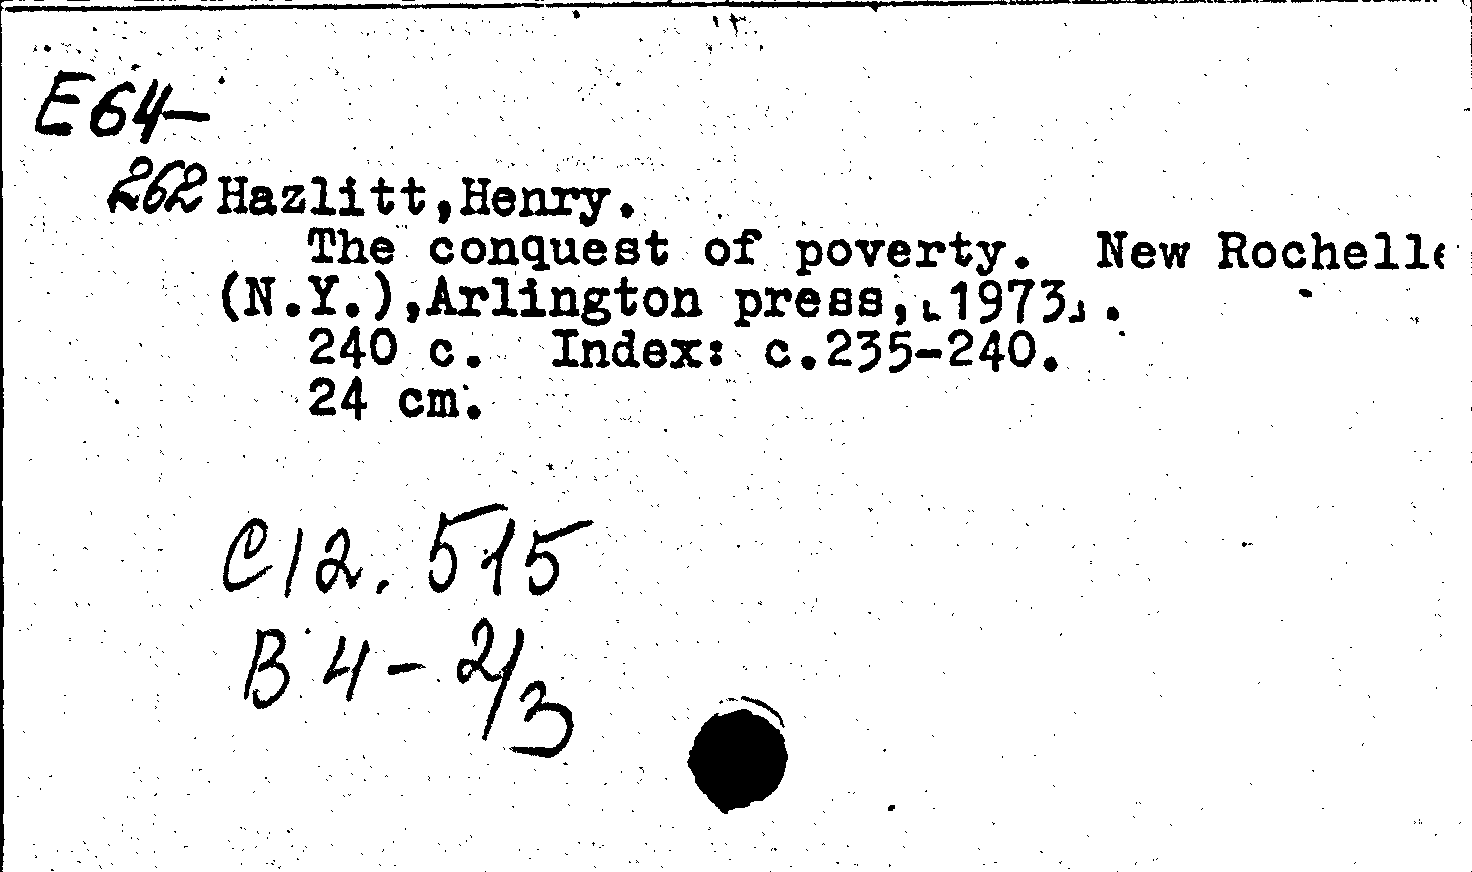 E64-
262 Hazlitt,Henry.
The conquest of poverty. New Rochelle
(N.Y.),Arlington press,⌞1973⌟.
240 c. Index: c.235-240.
24 cm.
C12.515
B4-2/3